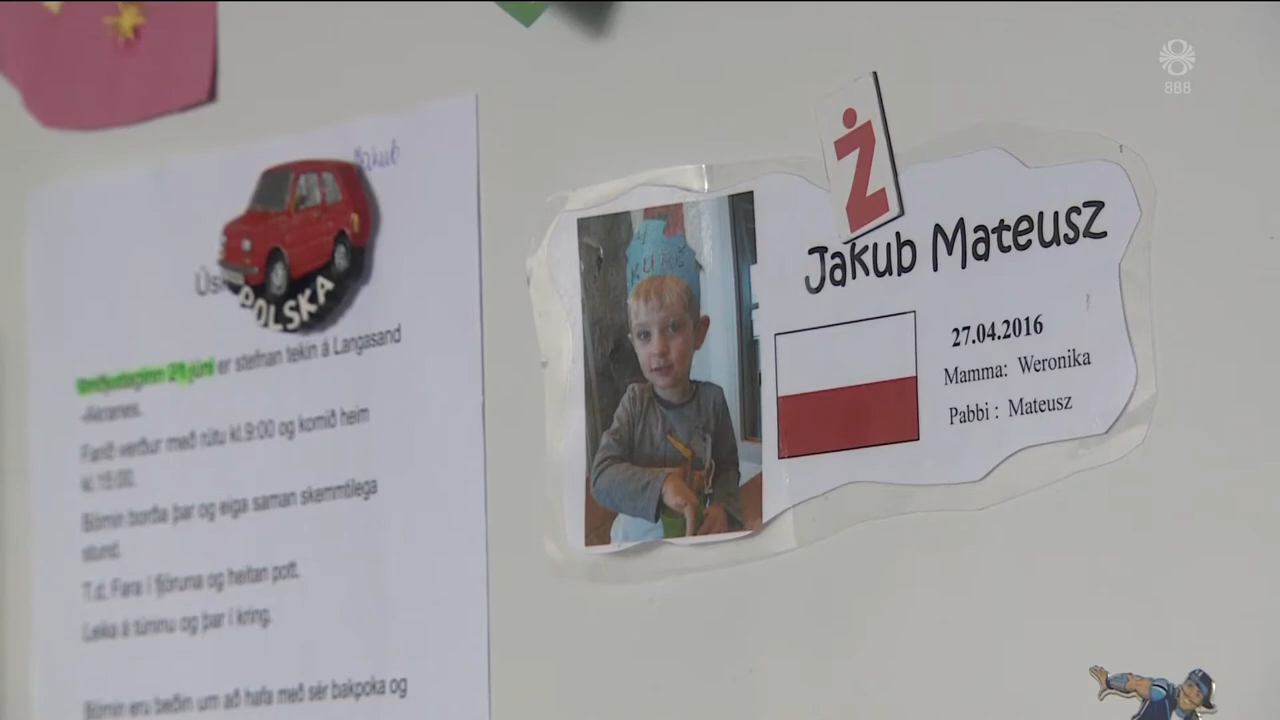 888
Jakub
POLSKA
er stefnan tekin á Langasand
-Akranes.
Farið verður með rútu kl.9:00 og komið heim
kl.15:00.
Börnin borða þar og eiga saman skemmtilega
stund.
T.d. Fara í fjöruna og heitan pott.
Leika á túninu og þar í kring.
Börnin eru beðin um að hafa með sér bakpoka og
Ż
Jakub Mateusz
27.04.2016
Mamma: Weronika
Pabbi : Mateusz